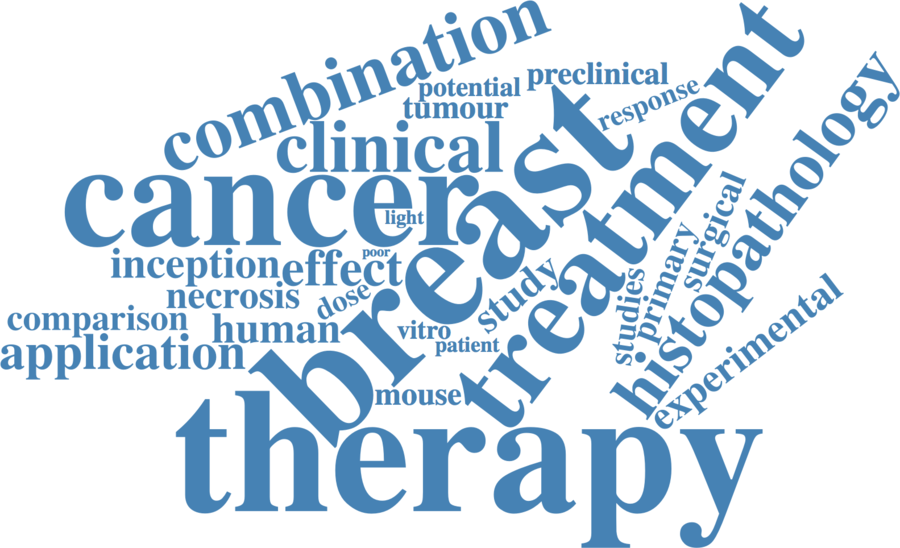 combination
potential
preclinical
tumour
response
treatment
clinical
breast
cancer
light
histopathology
surgical
primary
studies
poor
inception
effect
study
necrosis
dose
comparison
human
vitro
patient
application
experimental
mouse
therapy